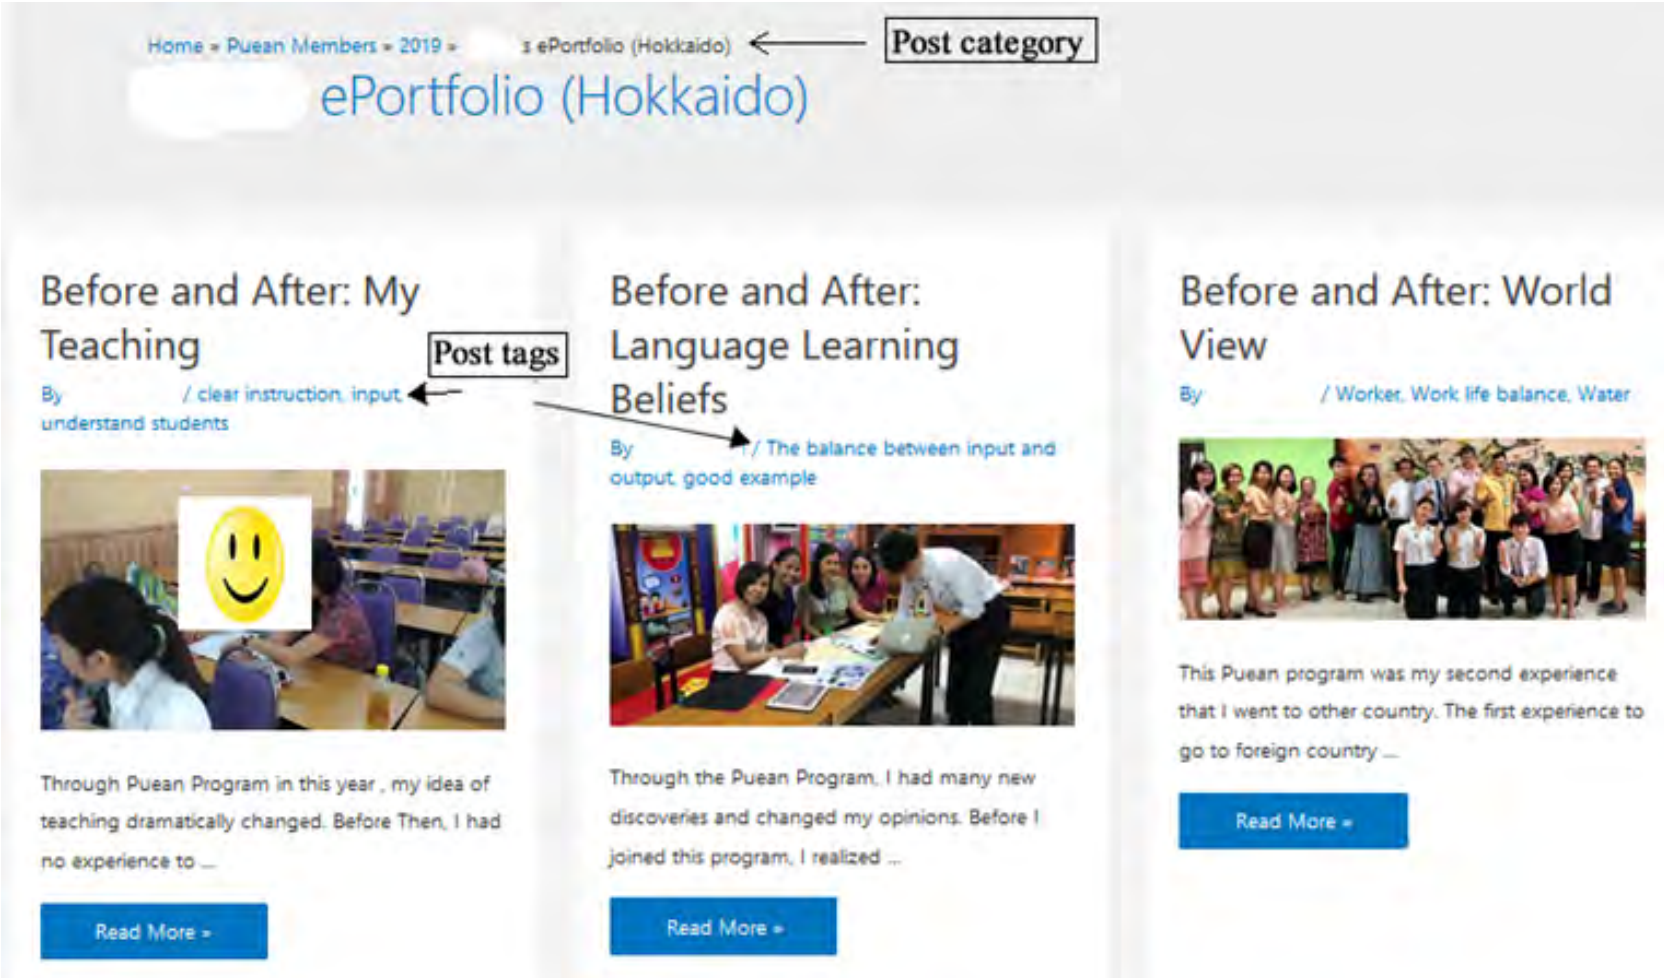 Home » Puean Members » 2019 » s ePortfolio (Hokkaido)
Post category
ePortfolio (Hokkaido)
Before and After: My
Teaching
Post tags
By / clear instruction, input,
understand students
Through Puean Program in this year , my idea of
teaching dramatically changed. Before Then, I had
no experience to ...
Read More »
Before and After:
Language Learning
Beliefs
By / The balance between input and
output, good example
Through the Puean Program, I had many new
discoveries and changed my opinions. Before I
joined this program, I realized ...
Read More »
Before and After: World
View
By / Worker, Work life balance, Water
This Puean program was my second experience
that I went to other country. The first experience to
go to foreign country ...
Read More »